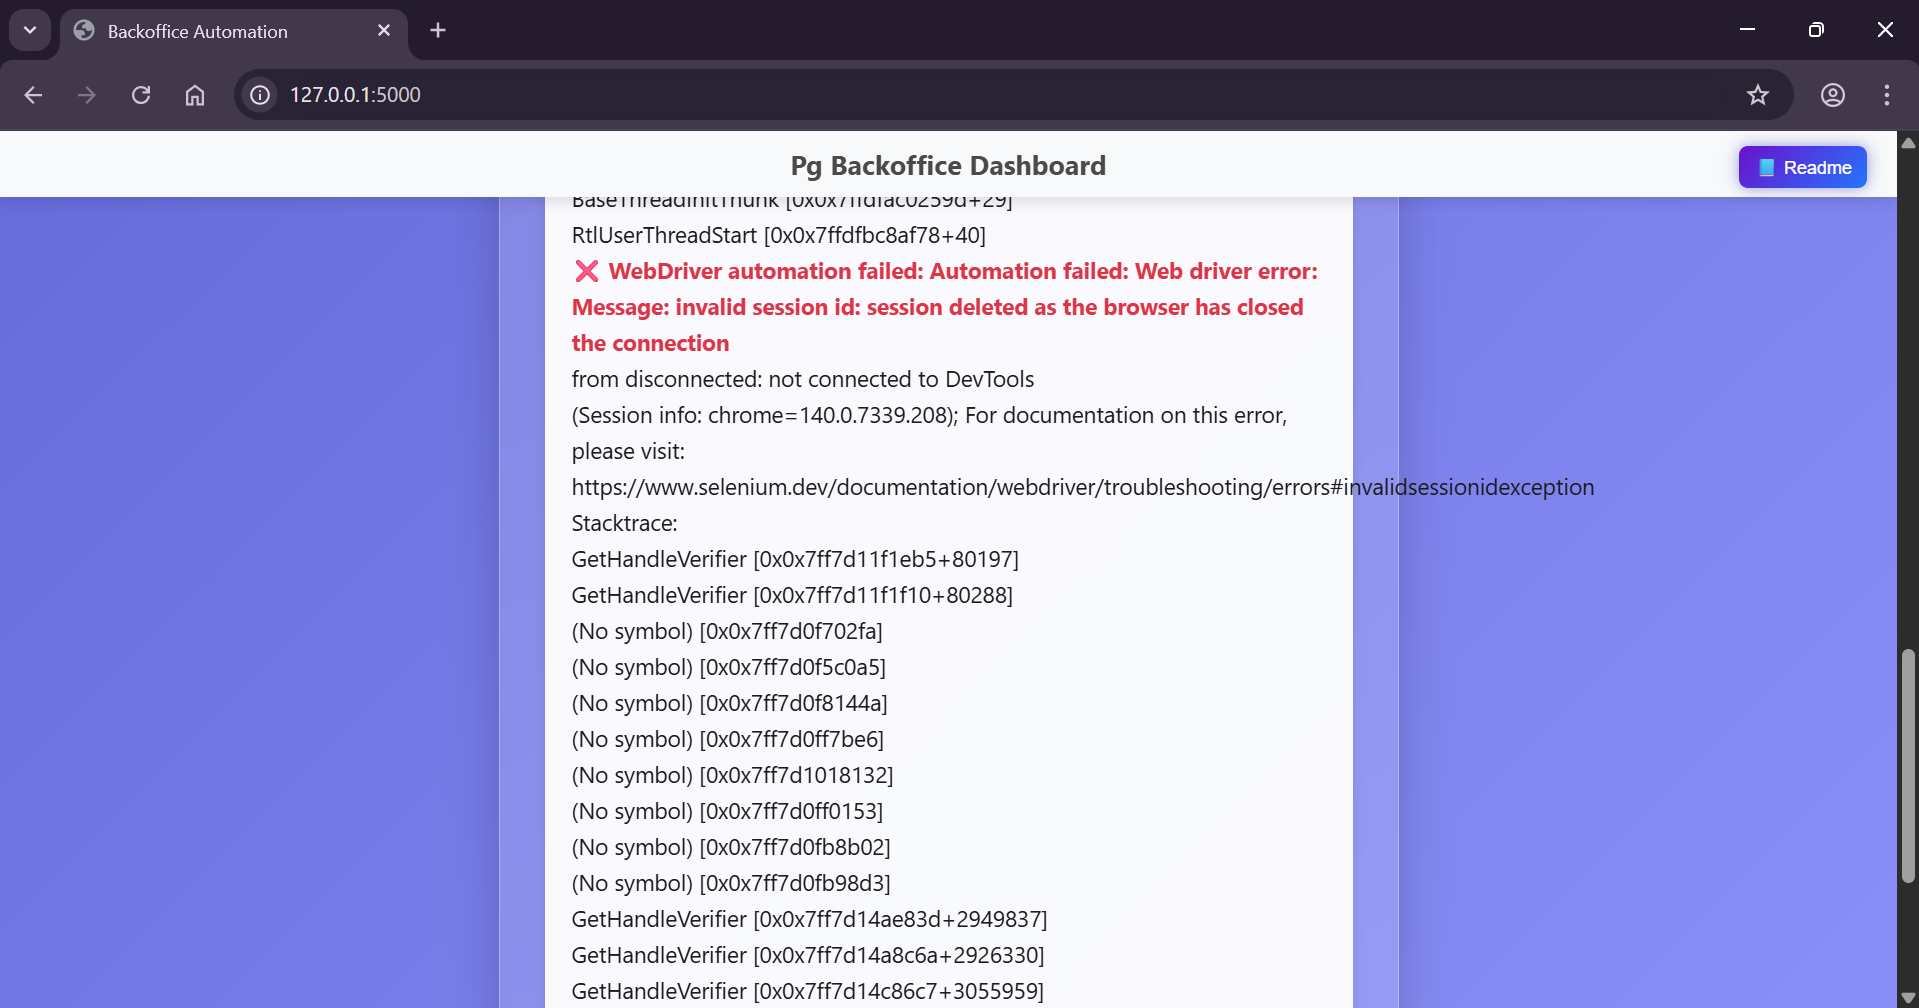 Backoffice Automation
127.0.0.1:5000
Pg Backoffice Dashboard
Readme
BaseThreadInitThunk [0x0x7ffdfac0259d+29]
RtlUserThreadStart [0x0x7ffdfbc8af78+40]
❌ WebDriver automation failed: Automation failed: Web driver error:
Message: invalid session id: session deleted as the browser has closed
the connection
from disconnected: not connected to DevTools
(Session info: chrome=140.0.7339.208); For documentation on this error,
please visit:
https://www.selenium.dev/documentation/webdriver/troubleshooting/errors#invalidsessionidexception
Stacktrace:
GetHandleVerifier [0x0x7ff7d11f1eb5+80197]
GetHandleVerifier [0x0x7ff7d11f1f10+80288]
(No symbol) [0x0x7ff7d0f702fa]
(No symbol) [0x0x7ff7d0f5c0a5]
(No symbol) [0x0x7ff7d0f8144a]
(No symbol) [0x0x7ff7d0ff7be6]
(No symbol) [0x0x7ff7d1018132]
(No symbol) [0x0x7ff7d0ff0153]
(No symbol) [0x0x7ff7d0fb8b02]
(No symbol) [0x0x7ff7d0fb98d3]
GetHandleVerifier [0x0x7ff7d14ae83d+2949837]
GetHandleVerifier [0x0x7ff7d14a8c6a+2926330]
GetHandleVerifier [0x0x7ff7d14c86c7+3055959]